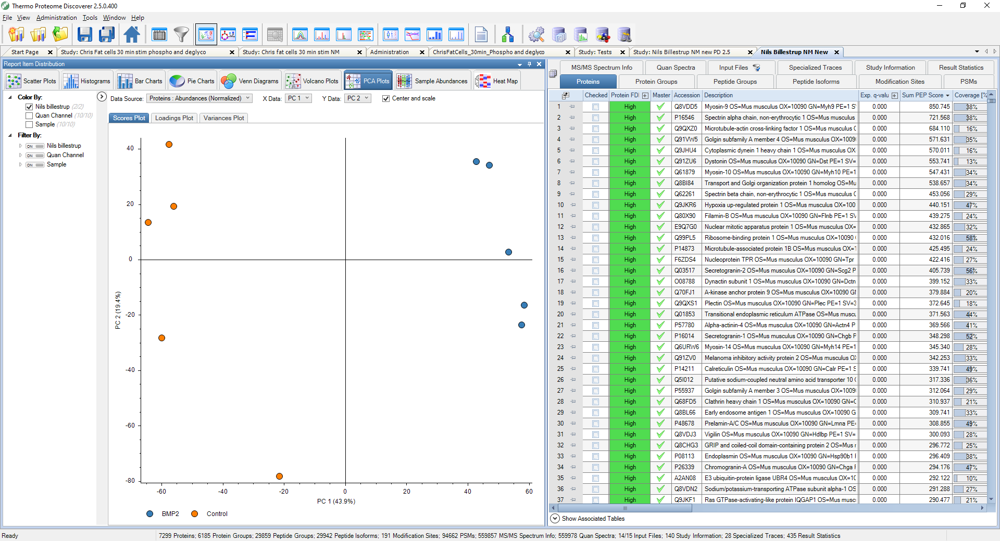 Thermo Proteome Discoverer 2.5.0.400
File View Administration Tools Window Help
Start Page Study: Chris Fat cells 30 min stim phospho and deglyco Study: Chris fat cells 30 min stim NM Administration ChrisFatCells_30min_Phospho and deglyco Study: Tests Study: Nils Billestrup NM new PD 2.5 Nils Billestrup NM New
Report Item Distribution
Scatter Plots Histograms Bar Charts Pie Charts Venn Diagrams Volcano Plots PCA Plots Sample Abundances Heat Map
Color By:
Nils billestrup (2/2)
Quan Channel (10/10)
Sample (10/10)
Filter By:
ON Nils billestrup
ON Quan Channel
ON Sample
Data Source: Proteins : Abundances (Normalized) X Data: PC 1 Y Data: PC 2 Center and scale
Scores Plot Loadings Plot Variances Plot
40
20
0
-20
-40
-60
-80
PC 2 (19.4%)
-60 -40 -20 0 20 40 60
PC 1 (43.9%)
BMP2 Control
MS/MS Spectrum Info Quan Spectra Input Files Specialized Traces Study Information Result Statistics
Proteins Protein Groups Peptide Groups Peptide Isoforms Modification Sites PSMs
Checked Protein FDI Master Accession Description Exp. q-valu Sum PEP Score Coverage [%
1 High Q8VDD5 Myosin-9 OS=Mus musculus OX=10090 GN=Myh9 PE=1 S 0.000 850.745 38%
2 High P16546 Spectrin alpha chain, non-erythrocytic 1 OS=Mus musculus 0.000 721.568 38%
3 High Q9QXZ0 Microtubule-actin cross-linking factor 1 OS=Mus musculus 0.000 684.110 16%
4 High Q91VW5 Golgin subfamily A member 4 OS=Mus musculus OX=1009 0.000 571.631 35%
5 High Q9JHU4 Cytoplasmic dynein 1 heavy chain 1 OS=Mus musculus OX 0.000 570.011 16%
6 High Q91ZU6 Dystonin OS=Mus musculus OX=10090 GN=Dst PE=1 SV= 0.000 553.741 13%
7 High Q61879 Myosin-10 OS=Mus musculus OX=10090 GN=Myh10 PE=1 0.000 547.431 34%
8 High Q8BI84 Transport and Golgi organization protein 1 homolog OS=Mu 0.000 538.657 34%
9 High Q62261 Spectrin beta chain, non-erythrocytic 1 OS=Mus musculus 0.000 453.056 29%
10 High Q9JKR6 Hypoxia up-regulated protein 1 OS=Mus musculus OX=100 0.000 440.151 47%
11 High Q80X90 Filamin-B OS=Mus musculus OX=10090 GN=Flnb PE=1 SV 0.000 439.275 24%
12 High E9Q7G0 Nuclear mitotic apparatus protein 1 OS=Mus musculus OX= 0.000 432.865 32%
13 High Q99PL5 Ribosome-binding protein 1 OS=Mus musculus OX=10090 0.000 432.016 58%
14 High P14873 Microtubule-associated protein 1B OS=Mus musculus OX=1 0.000 425.495 24%
15 High F6ZDS4 Nucleoprotein TPR OS=Mus musculus OX=10090 GN=Tpr 0.000 422.416 27%
16 High Q03517 Secretogranin-2 OS=Mus musculus OX=10090 GN=Scg2 P 0.000 405.739 56%
17 High O08788 Dynactin subunit 1 OS=Mus musculus OX=10090 GN=Dctn 0.000 399.152 33%
18 High Q70FJ1 A-kinase anchor protein 9 OS=Mus musculus OX=10090 G 0.000 379.884 20%
19 High Q9QXS1 Plectin OS=Mus musculus OX=10090 GN=Plec PE=1 SV=3 0.000 372.645 18%
20 High Q01853 Transitional endoplasmic reticulum ATPase OS=Mus muscu 0.000 371.563 44%
21 High P57780 Alpha-actinin-4 OS=Mus musculus OX=10090 GN=Actn4 P 0.000 369.566 41%
22 High P16014 Secretogranin-1 OS=Mus musculus OX=10090 GN=Chgb P 0.000 348.298 52%
23 High Q6URW6 Myosin-14 OS=Mus musculus OX=10090 GN=Myh14 PE=1 0.000 345.340 28%
24 High Q91ZV0 Melanoma inhibitory activity protein 2 OS=Mus musculus O 0.000 342.253 33%
25 High P14211 Calreticulin OS=Mus musculus OX=10090 GN=Calr PE=1 S 0.000 339.741 49%
26 High Q5I012 Putative sodium-coupled neutral amino acid transporter 10 0.000 317.336 36%
27 High P55937 Golgin subfamily A member 3 OS=Mus musculus OX=1009 0.000 312.064 29%
28 High Q68FD5 Clathrin heavy chain 1 OS=Mus musculus OX=10090 GN=C 0.000 310.937 21%
29 High Q8BL66 Early endosome antigen 1 OS=Mus musculus OX=10090 G 0.000 309.741 33%
30 High P48678 Prelamin-A/C OS=Mus musculus OX=10090 GN=Lmna PE= 0.000 308.855 49%
31 High Q8VDJ3 Vigilin OS=Mus musculus OX=10090 GN=Hdlbp PE=1 SV= 0.000 300.093 28%
32 High Q8CHG3 GRIP and coiled-coil domain-containing protein 2 OS=Mus 0.000 296.772 25%
33 High P08113 Endoplasmin OS=Mus musculus OX=10090 GN=Hsp90b1 0.000 296.409 38%
34 High P26339 Chromogranin-A OS=Mus musculus OX=10090 GN=Chga 0.000 294.176 47%
35 High A2AN08 E3 ubiquitin-protein ligase UBR4 OS=Mus musculus OX=10 0.000 292.122 10%
36 High Q8VDN2 Sodium/potassium-transporting ATPase subunit alpha-1 OS 0.000 291.288 27%
37 High Q9JKF1 Ras GTPase-activating-like protein IQGAP1 OS=Mus musc 0.000 290.477 21%
Show Associated Tables
Ready 7299 Proteins; 6185 Protein Groups; 29859 Peptide Groups; 29942 Peptide Isoforms; 191 Modification Sites; 94662 PSMs; 559857 MS/MS Spectrum Info; 559978 Quan Spectra; 14/15 Input Files; 140 Study Information; 28 Specialized Traces; 435 Result Statistics